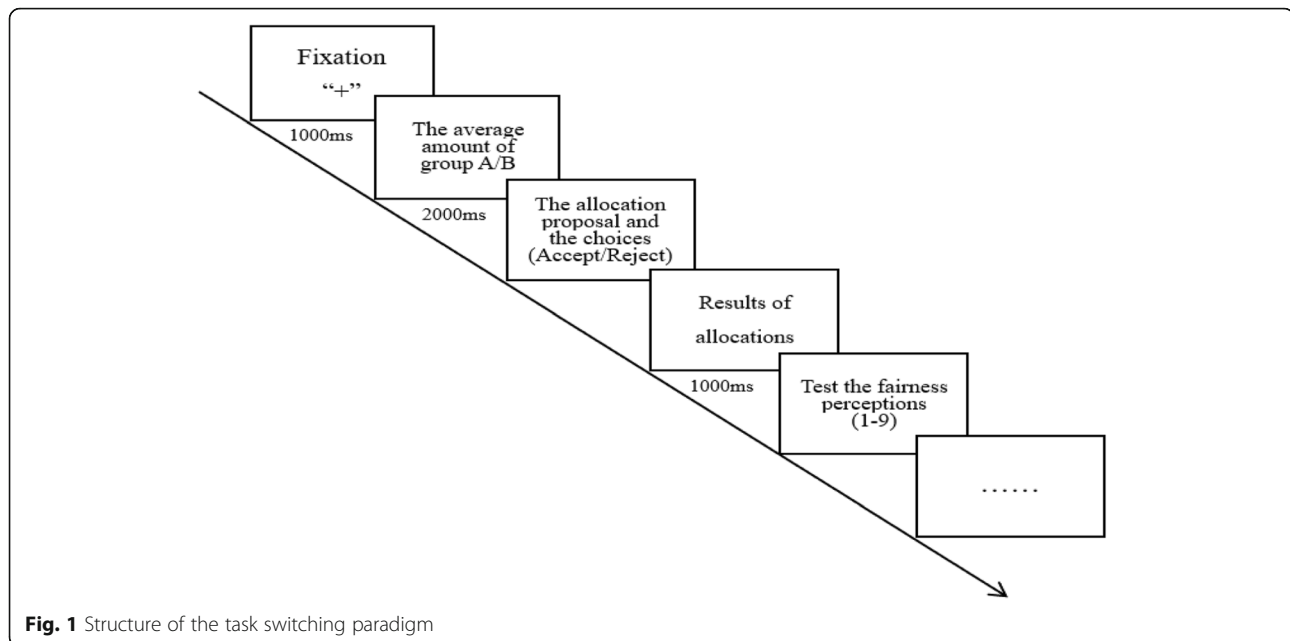 Fixation
“+”
1000ms
The average
amount of
group A/B
2000ms
The allocation
proposal and
the choices
(Accept/Reject)
Results of
allocations
1000ms
Test the fairness
perceptions
(1-9)
......
Fig. 1 Structure of the task switching paradigm